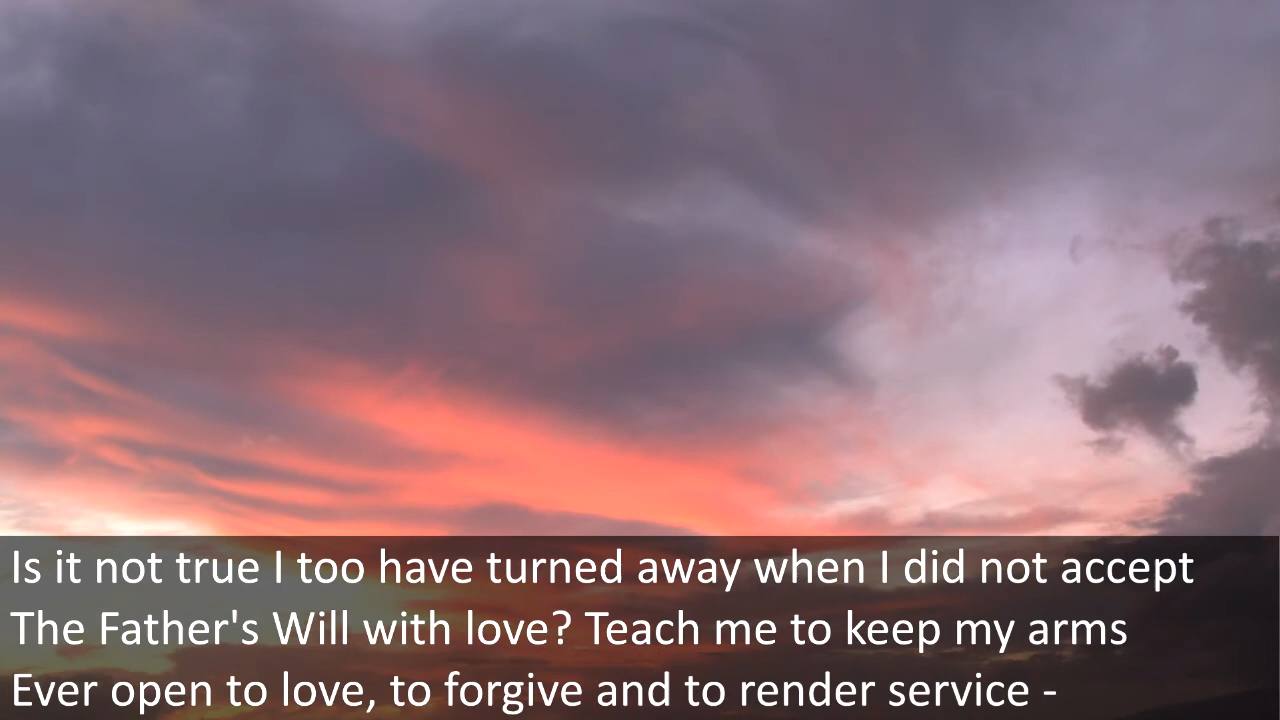 Is it not true I too have turned away when I did not accept
The Father's Will with love? Teach me to keep my arms
Ever open to love, to forgive and to render service -